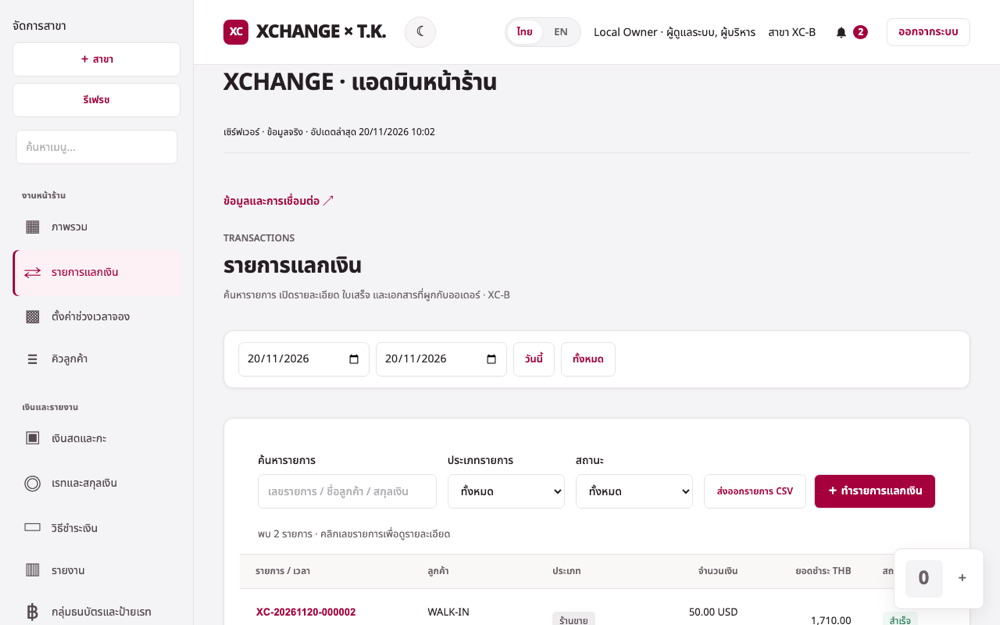 จัดการสาขา
+ สาขา
รีเฟรช
ค้นหาเมนู...
งานหน้าร้าน
ภาพรวม
รายการแลกเงิน
ตั้งค่าช่วงเวลาจอง
คิวลูกค้า
เงินและรายงาน
เงินสดและกะ
เรทและสกุลเงิน
วิธีชำระเงิน
รายงาน
กลุ่มธนบัตรและป้ายเรท
XC XCHANGE × T.K. ไทย EN Local Owner · ผู้ดูแลระบบ, ผู้บริหาร สาขา XC-B 2 ออกจากระบบ
XCHANGE · แอดมินหน้าร้าน
เซิร์ฟเวอร์ · ข้อมูลจริง · อัปเดตล่าสุด 20/11/2026 10:02
ข้อมูลและการเชื่อมต่อ ↗
TRANSACTIONS
รายการแลกเงิน
ค้นหารายการ เปิดรายละเอียด ใบเสร็จ และเอกสารที่ผูกกับออเดอร์ · XC-B
20/11/2026 20/11/2026 วันนี้ ทั้งหมด
ค้นหารายการ ประเภทรายการ สถานะ
เลขรายการ / ชื่อลูกค้า / สกุลเงิน ทั้งหมด ทั้งหมด ส่งออกรายการ CSV + ทำรายการแลกเงิน
พบ 2 รายการ · คลิกเลขรายการเพื่อดูรายละเอียด
รายการ / เวลา ลูกค้า ประเภท จำนวนเงิน ยอดชำระ THB
XC-20261120-000002 WALK-IN ร้านขาย 50.00 USD 1,710.00 สำเร็จ
0 +